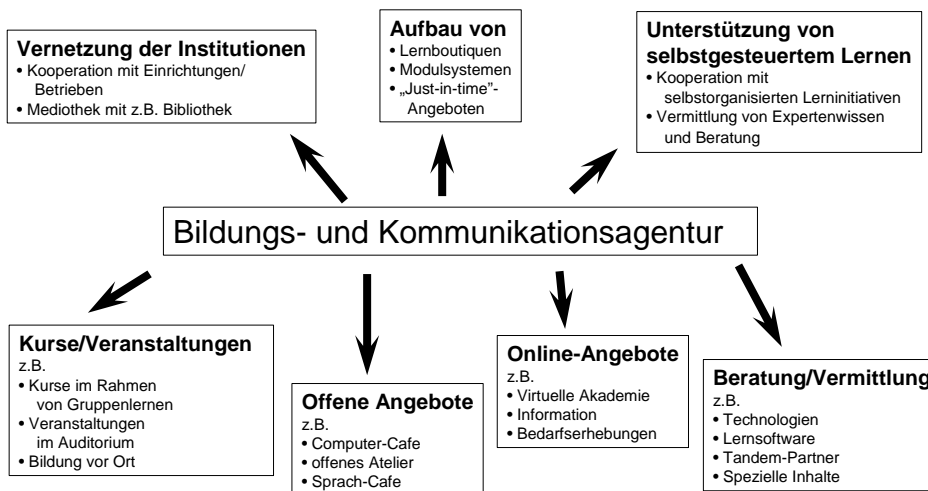 Vernetzung der Institutionen
• Kooperation mit Einrichtungen/
Betrieben
• Mediothek mit z.B. Bibliothek
Aufbau von
• Lernboutiquen
• Modulsystemen
• „Just-in-time”-
Angeboten
Unterstützung von
selbstgesteuertem Lernen
• Kooperation mit
selbstorganisierten Lerninitiativen
• Vermittlung von Expertenwissen
und Beratung
Bildungs- und Kommunikationsagentur
Kurse/Veranstaltungen
z.B.
• Kurse im Rahmen
von Gruppenlernen
• Veranstaltungen
im Auditorium
• Bildung vor Ort
Offene Angebote
z.B.
• Computer-Cafe
• offenes Atelier
• Sprach-Cafe
Online-Angebote
z.B.
• Virtuelle Akademie
• Information
• Bedarfserhebungen
Beratung/Vermittlung
z.B.
• Technologien
• Lernsoftware
• Tandem-Partner
• Spezielle Inhalte